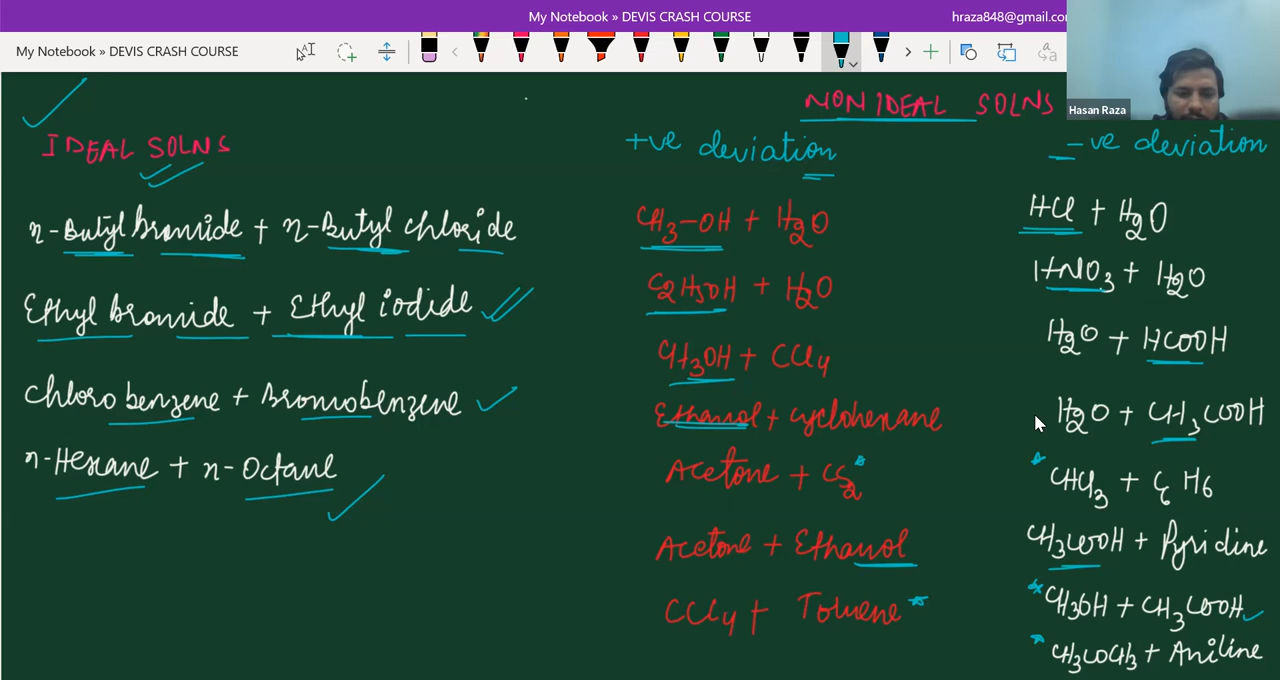 My Notebook » DEVIS CRASH COURSE
hraza848@gmail.co
My Notebook » DEVIS CRASH COURSE
Hasan Raza
NON IDEAL SOLNS
IDEAL SOLNS
+ve deviation
-ve deviation
n-Butyl bromide + n-Butyl chloride
Ethyl bromide + Ethyl iodide
Chlorobenzene + Bromobenzene
n-Hexane + n-Octane
CH3-OH + H2O
C2H5OH + H2O
CH3OH + CCl4
Ethanol + cyclohexane
Acetone + CS2
Acetone + Ethanol
CCl4 + Toluene
HCl + H2O
HNO3 + H2O
H2O + HCOOH
H2O + CH3COOH
CHCl3 + C6H6
CH3COOH + Pyridine
CH3OH + CH3COOH
CH3COCH3 + Aniline